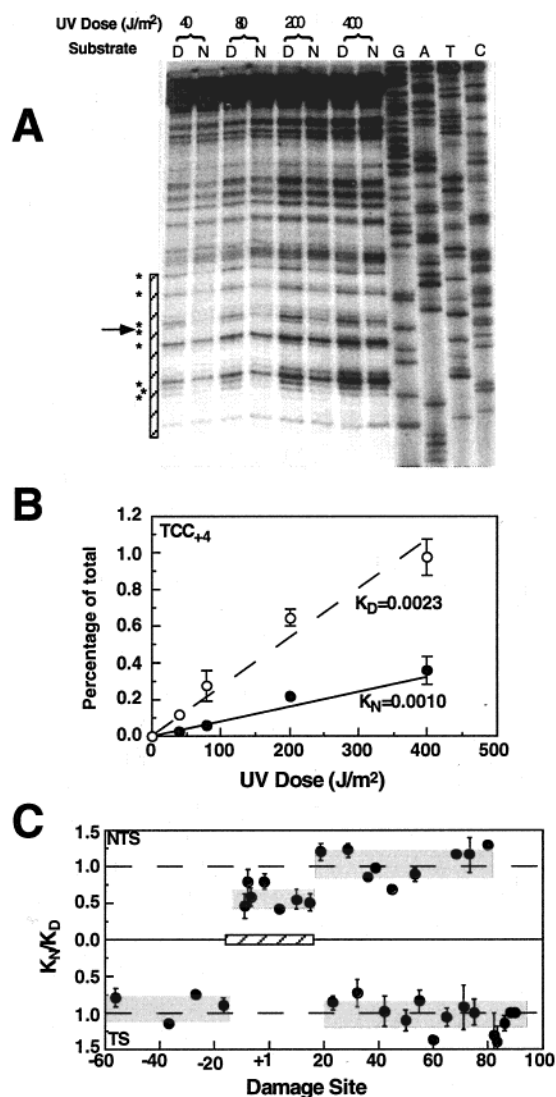 UV Dose (J/m²) 40 80 200 400
Substrate D N D N D N D N G A T C
A
*
*
*
*
*
*
*
*
B
TCC+4
Percentage of total
1.2
1.0
0.8
0.6
0.4
0.2
0.0
KD=0.0023
KN=0.0010
0 100 200 300 400 500
UV Dose (J/m²)
C
KN/KD
1.5 NTS
1.0
0.5
0.0
0.5
1.0
1.5 TS
-60 -40 -20 +1 20 40 60 80 100
Damage Site